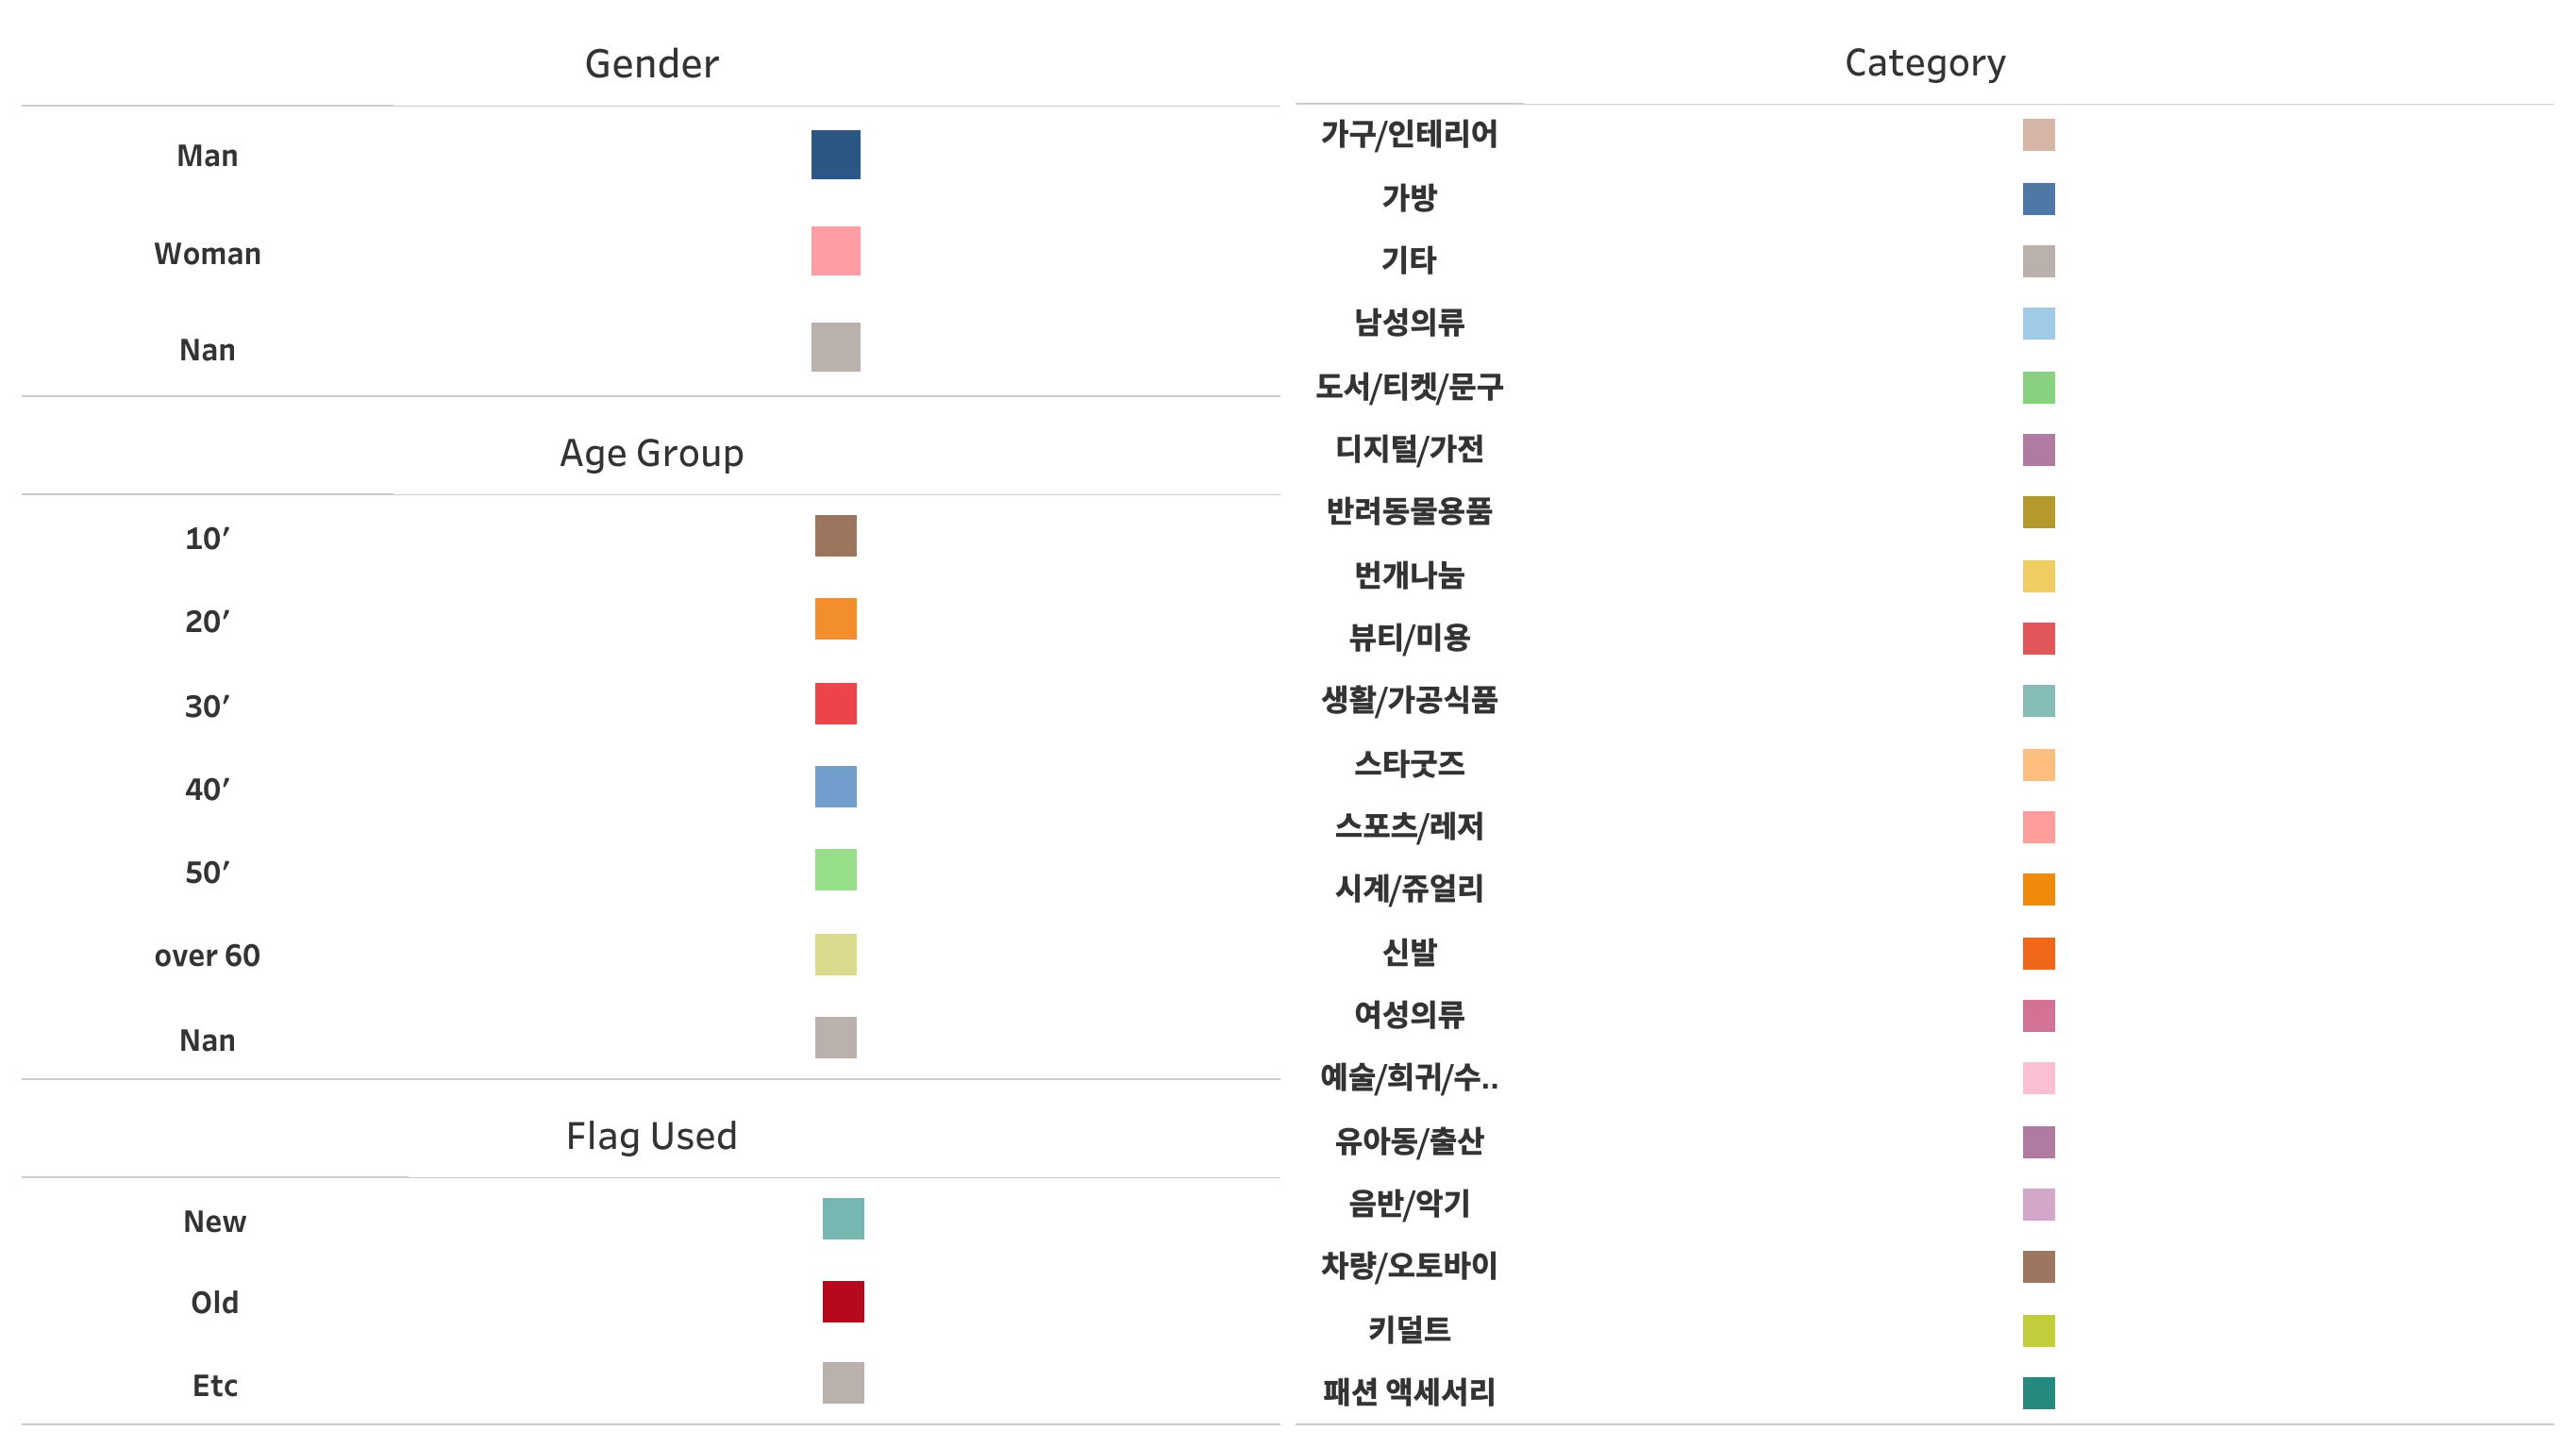 Gender
Man
Woman
Nan
Age Group
10′
20′
30′
40′
50′
over 60
Nan
Flag Used
New
Old
Etc
Category
가구/인테리어
가방
기타
남성의류
도서/티켓/문구
디지털/가전
반려동물용품
번개나눔
뷰티/미용
생활/가공식품
스타굿즈
스포츠/레저
시계/쥬얼리
신발
여성의류
예술/희귀/수..
유아동/출산
음반/악기
차량/오토바이
키덜트
패션 액세서리